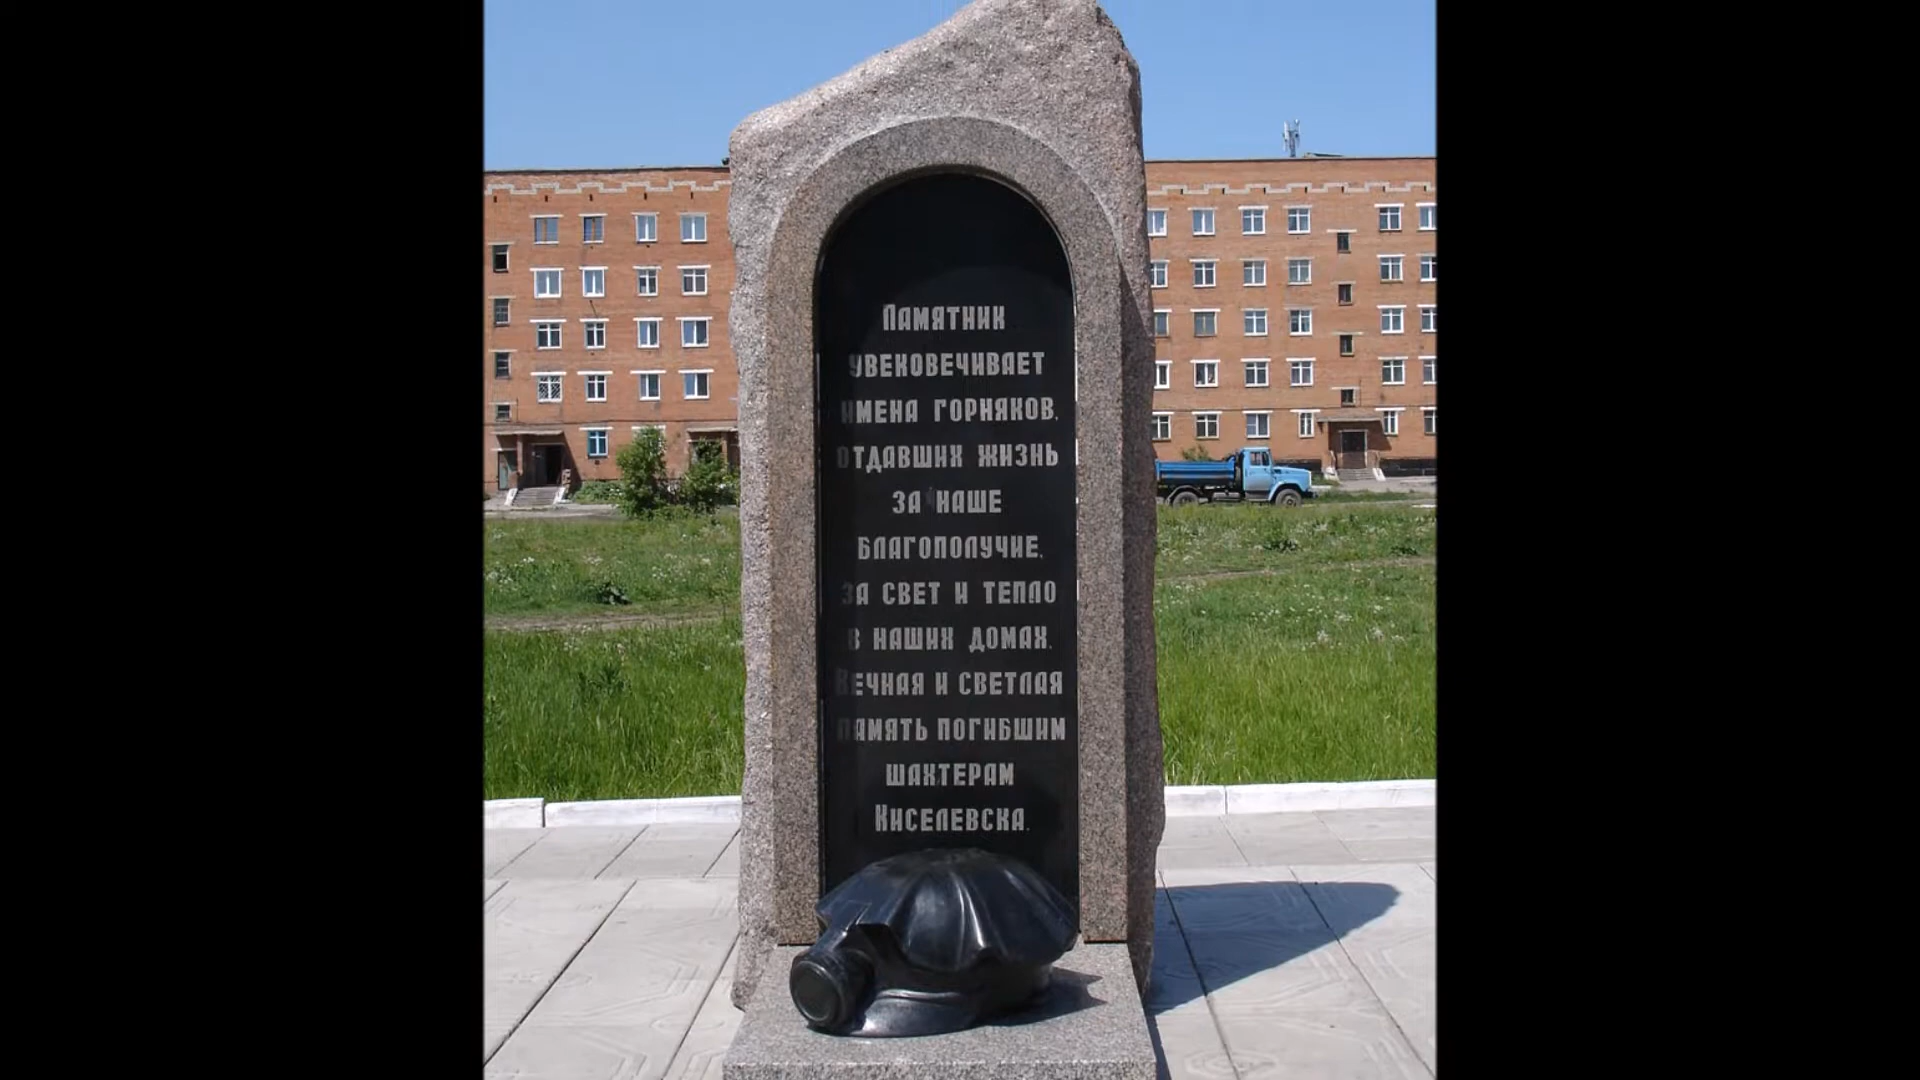 Памятник
увековечивает
имена горняков,
отдавших жизнь
за наше
благополучие,
за свет и тепло
в наших домах.
Вечная и светлая
память погибшим
шахтерам
Киселевска.